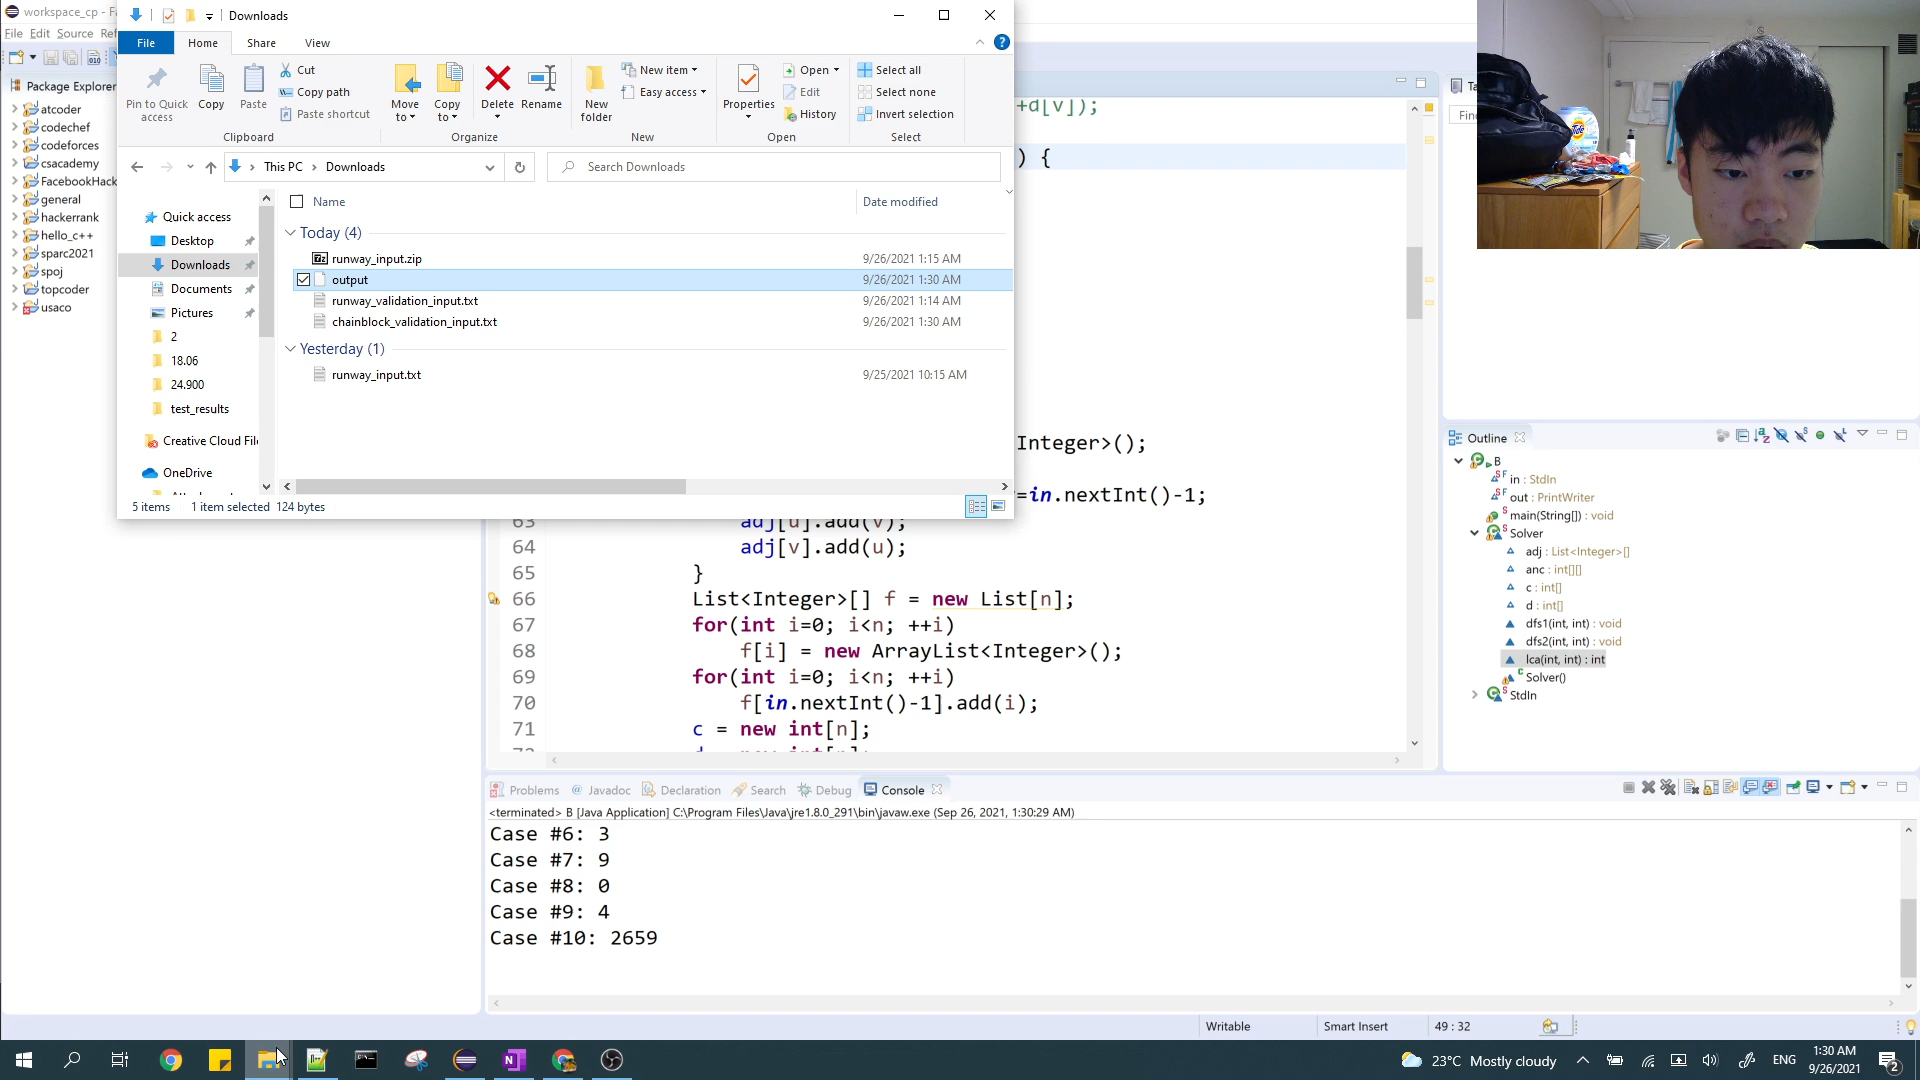 workspace_cp - Fa
File Edit Source Ref
Package Explorer
atcoder
codechef
codeforces
csacademy
FacebookHack
general
hackerrank
hello_c++
sparc2021
spoj
topcoder
usaco
Downloads
File Home Share View
Pin to Quick access
Copy
Paste
Cut
Copy path
Paste shortcut
Clipboard
Move to
Copy to
Delete
Rename
Organize
New folder
New item
Easy access
New
Properties
Open
Edit
History
Open
Select all
Select none
Invert selection
Select
This PC
Downloads
Search Downloads
Quick access
Desktop
Downloads
Documents
Pictures
2
18.06
24.900
test_results
Creative Cloud File
OneDrive
Name Date modified
Today (4)
runway_input.zip 9/26/2021 1:15 AM
output 9/26/2021 1:30 AM
runway_validation_input.txt 9/26/2021 1:14 AM
chainblock_validation_input.txt 9/26/2021 1:30 AM
Yesterday (1)
runway_input.txt 9/25/2021 10:15 AM
5 items 1 item selected 124 bytes
+d[v]);
) {
Integer>();
=in.nextInt()-1;
63 adj[u].add(v);
64 adj[v].add(u);
65 }
66 List<Integer>[] f = new List[n];
67 for(int i=0; i<n; ++i)
68 f[i] = new ArrayList<Integer>();
69 for(int i=0; i<n; ++i)
70 f[in.nextInt()-1].add(i);
71 c = new int[n];
Ta
Fin
Tide
Outline
B
in : StdIn
out : PrintWriter
main(String[]) : void
Solver
adj : List<Integer>[]
anc : int[][]
c : int[]
d : int[]
dfs1(int, int) : void
dfs2(int, int) : void
lca(int, int) : int
Solver()
StdIn
Problems Javadoc Declaration Search Debug Console
<terminated> B [Java Application] C:\Program Files\Java\jre1.8.0_291\bin\javaw.exe (Sep 26, 2021, 1:30:29 AM)
Case #6: 3
Case #7: 9
Case #8: 0
Case #9: 4
Case #10: 2659
Writable Smart Insert 49 : 32
23°C Mostly cloudy
ENG
1:30 AM
9/26/2021
2